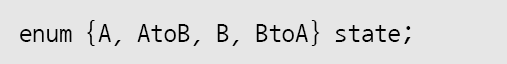 enum {A, AtoB, B, BtoA} state;